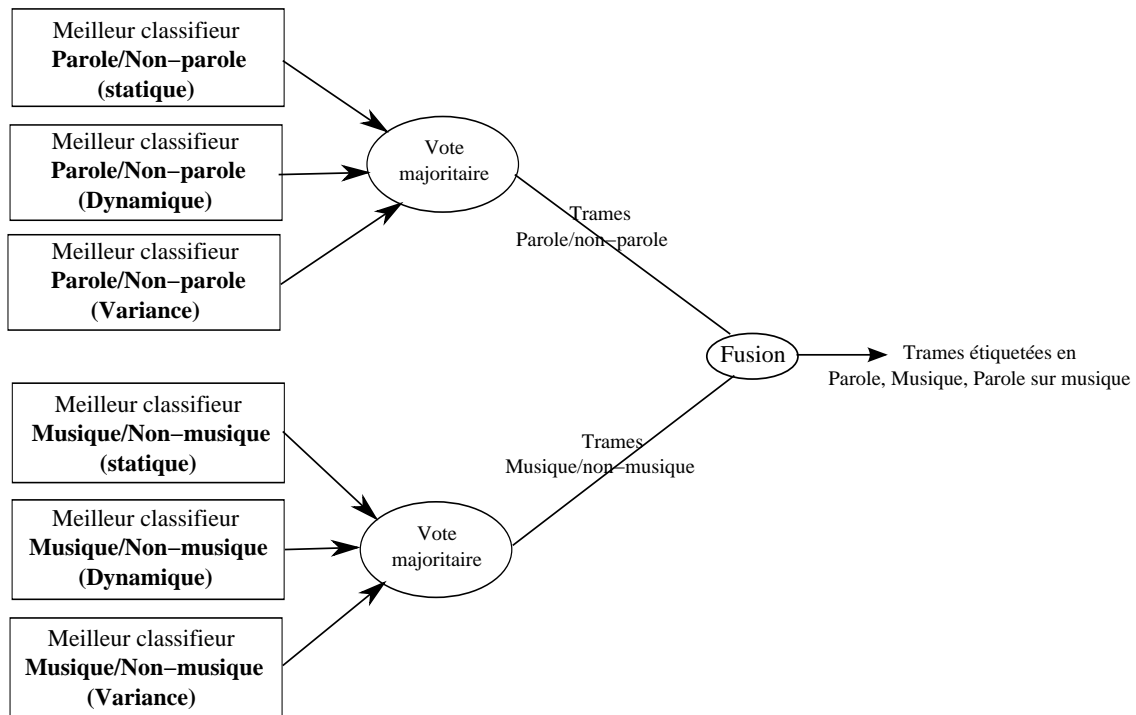 Meilleur classifieur
Parole/Non−parole
(statique)
Meilleur classifieur
Parole/Non−parole
(Dynamique)
Meilleur classifieur
Parole/Non−parole
(Variance)
Vote
majoritaire
Trames
Parole/non−parole
Fusion
Trames étiquetées en
Parole, Musique, Parole sur musique
Meilleur classifieur
Musique/Non−musique
(statique)
Meilleur classifieur
Musique/Non−musique
(Dynamique)
Meilleur classifieur
Musique/Non−musique
(Variance)
Vote
majoritaire
Trames
Musique/non−musique